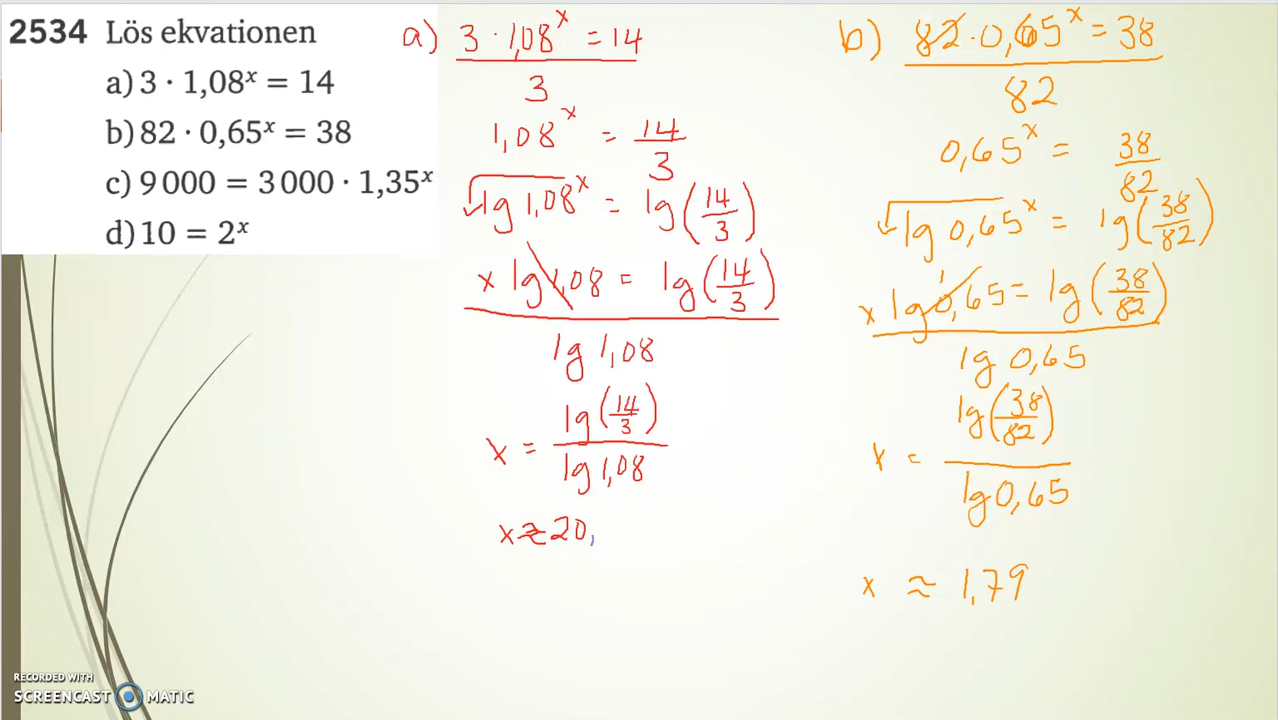 2534 Lös ekvationen
a) 3 · 1,08ˣ = 14
b) 82 · 0,65ˣ = 38
c) 9 000 = 3 000 · 1,35ˣ
d) 10 = 2ˣ
a) 3 · 1,08ˣ = 14
3
1,08ˣ = 14/3
lg 1,08ˣ = lg (14/3)
x lg 1,08 = lg (14/3)
lg 1,08
x = lg (14/3) / lg 1,08
x ≈ 20,
b) 82 · 0,65ˣ = 38
82
0,65ˣ = 38/82
lg 0,65ˣ = lg (38/82)
x lg 0,65 = lg (38/82)
lg 0,65
x = lg (38/82) / lg 0,65
x ≈ 1,79
RECORDED WITH
SCREENCAST MATIC